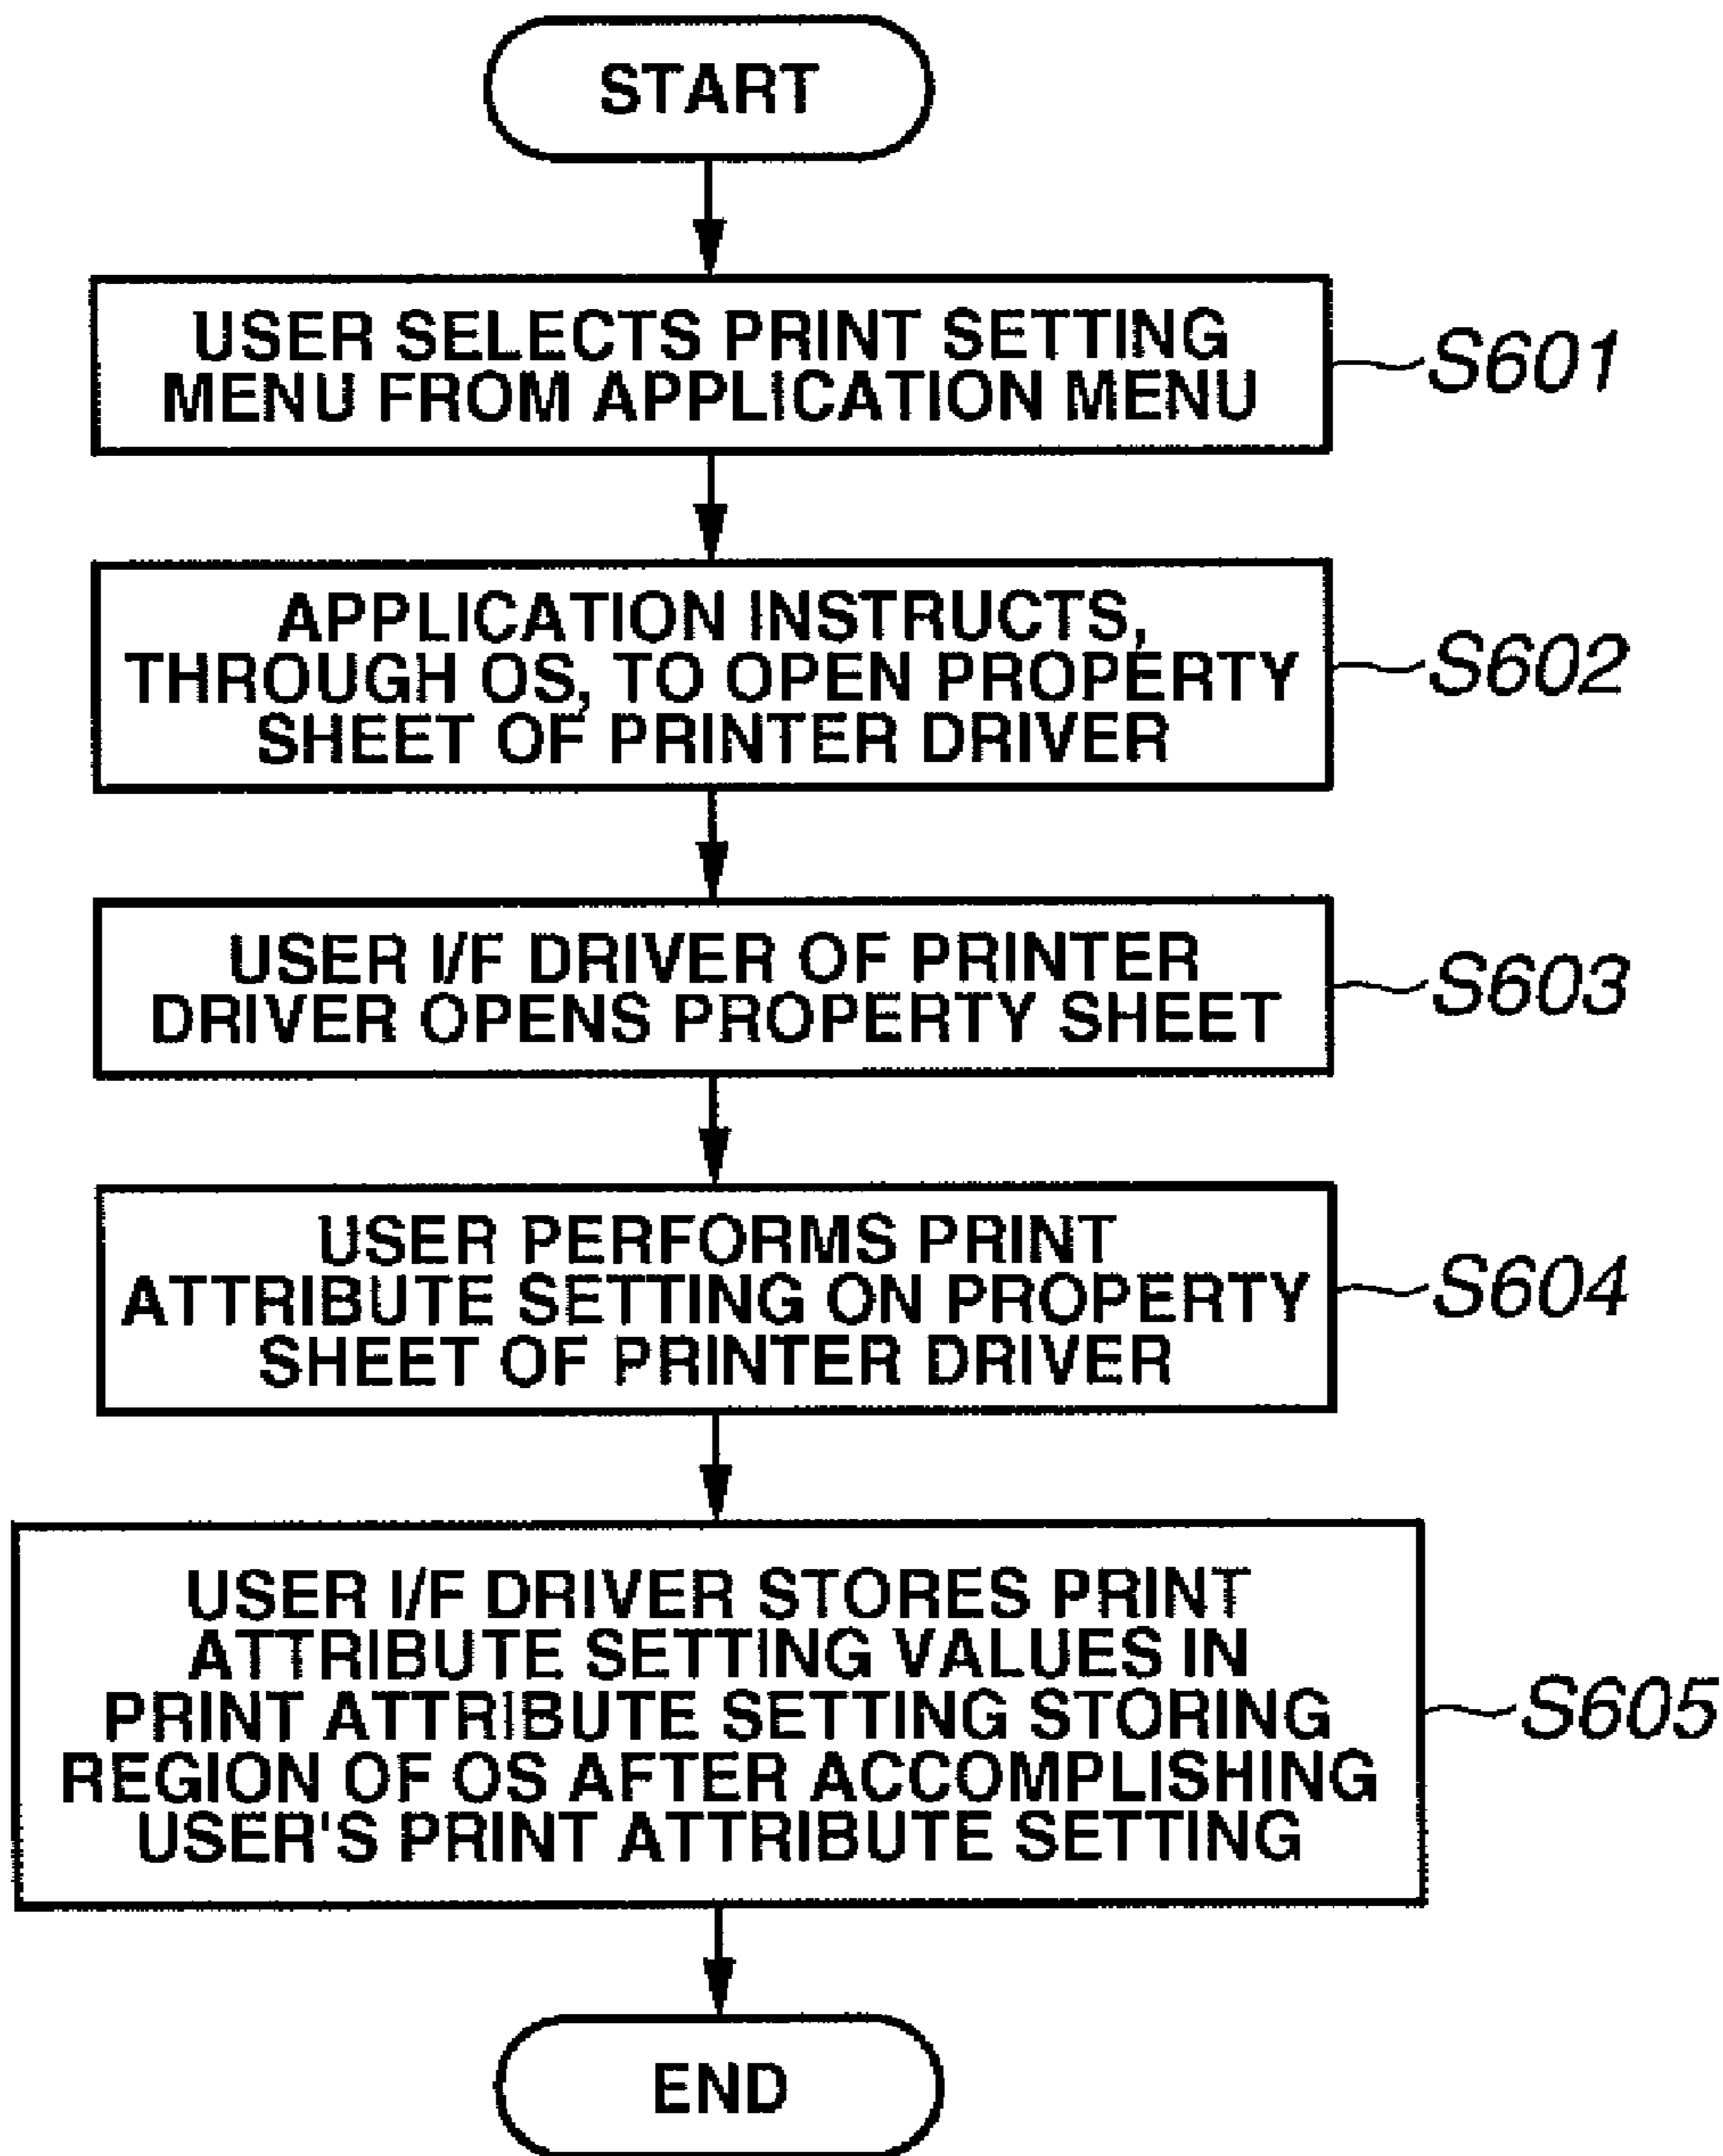 START
USER SELECTS PRINT SETTING
MENU FROM APPLICATION MENU
S601
APPLICATION INSTRUCTS,
THROUGH OS, TO OPEN PROPERTY
SHEET OF PRINTER DRIVER
S602
USER I/F DRIVER OF PRINTER
DRIVER OPENS PROPERTY SHEET
S603
USER PERFORMS PRINT
ATTRIBUTE SETTING ON PROPERTY
SHEET OF PRINTER DRIVER
S604
USER I/F DRIVER STORES PRINT
ATTRIBUTE SETTING VALUES IN
PRINT ATTRIBUTE SETTING STORING
REGION OF OS AFTER ACCOMPLISHING
USER'S PRINT ATTRIBUTE SETTING
S605
END